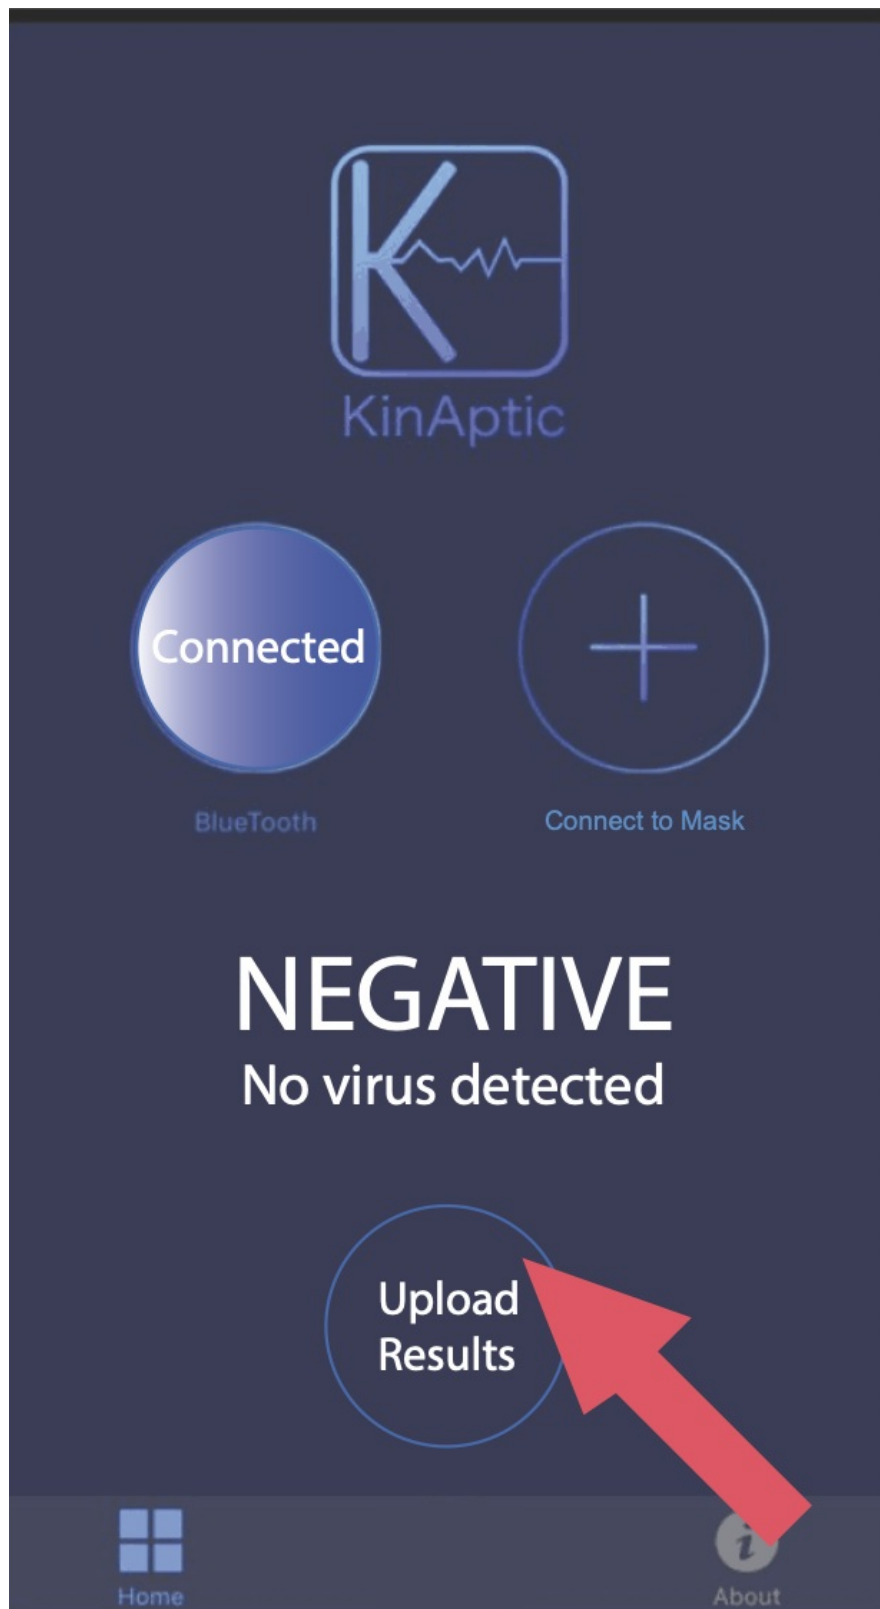 KinAptic
Connected
BlueTooth
Connect to Mask
NEGATIVE
No virus detected
Upload
Results
Home
About